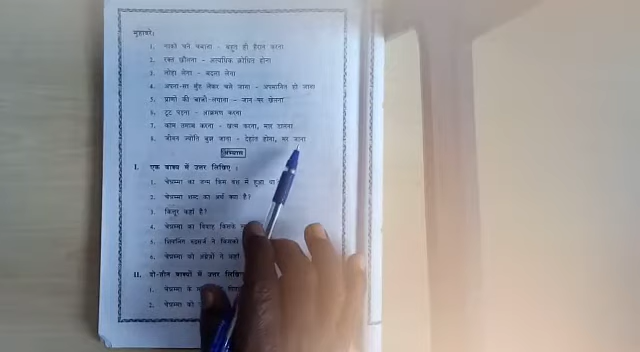 मुहावरे:
1. नाकों चने चबाना - बहुत ही हैरान करना
2. रक्त खौलना - अत्यधिक क्रोधित होना
3. लोहा लेना - बदला लेना
4. अपना-सा मुँह लेकर चले जाना - अपमानित हो जाना
5. प्राणों की बाजी लगाना - जान पर खेलना
6. टूट पड़ना - आक्रमण करना
7. काम तमाम करना - खत्म करना, मार डालना
8. जीवन ज्योति बुझ जाना - देहांत होना, मर जाना
अभ्यास
I. एक वाक्य में उत्तर लिखिए :
1. चेन्नम्मा का जन्म किस वंश में हुआ था
2. चेन्नम्मा शब्द का अर्थ क्या है?
3. कित्तूर कहाँ है?
4. चेन्नम्मा का विवाह किसके
5. शिवलिंग रुद्रसर्ज ने किसको
6. चेन्नम्मा को अंग्रेजों ने कहाँ
II. दो-तीन वाक्यों में उत्तर लिखिए
1. चेन्नम्मा के
2. चेन्नम्मा को